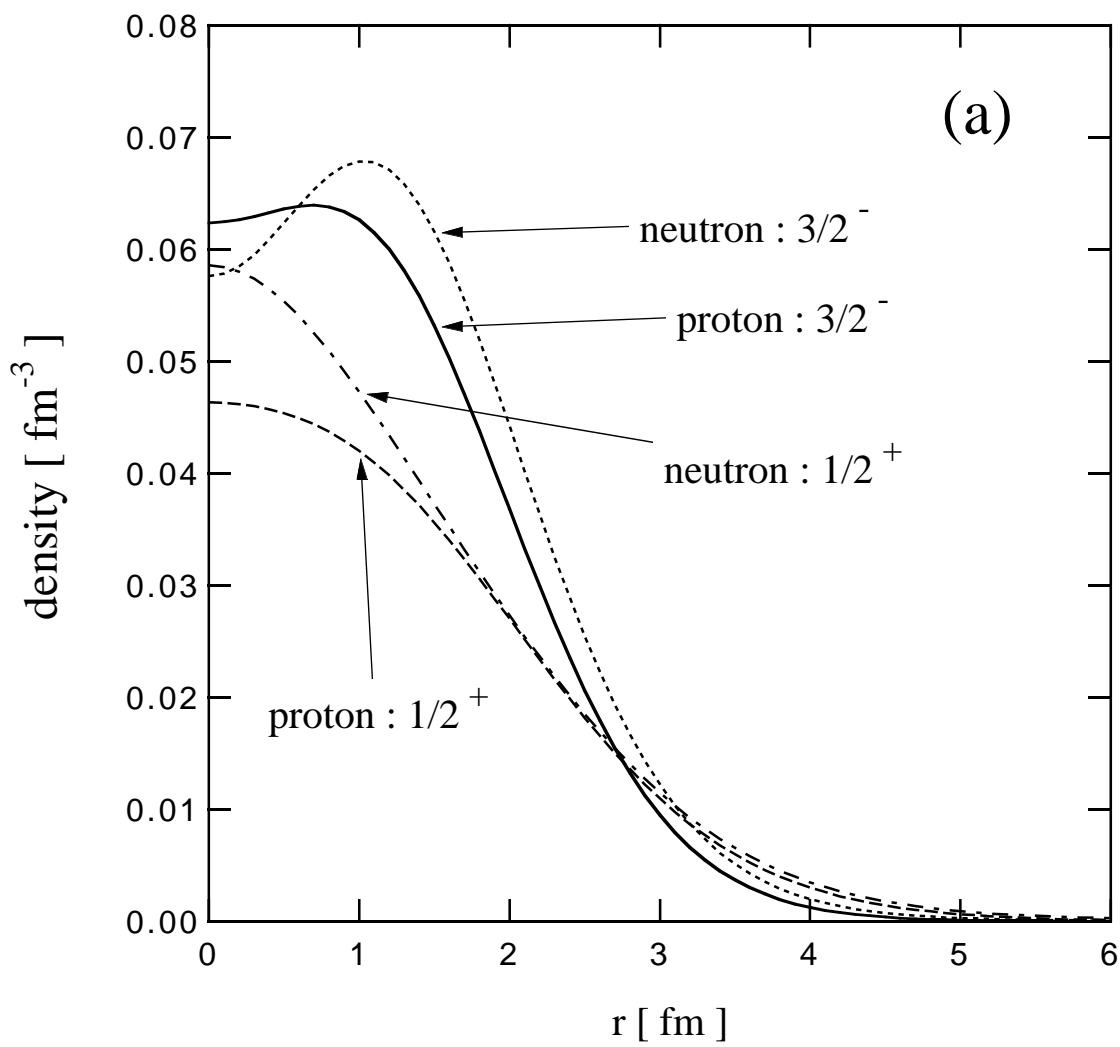 0.08
(a)
0.07
neutron : 3/2 -
0.06
proton : 3/2 -
0.05
neutron : 1/2 +
0.04
0.03
proton : 1/2 +
0.02
0.01
0.00
0 1 2 3 4 5 6
r [ fm ]
density [ fm-3 ]